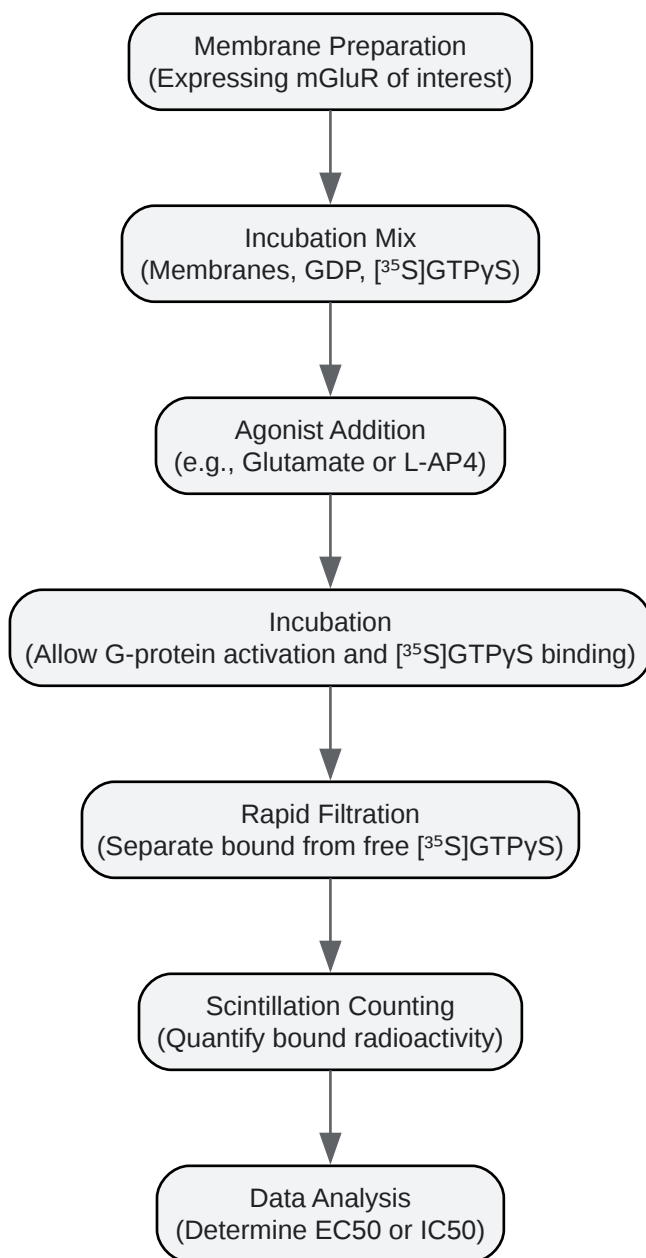 Membrane Preparation
(Expressing mGluR of interest)
Incubation Mix
(Membranes, GDP, [³⁵S]GTPγS)
Agonist Addition
(e.g., Glutamate or L-AP4)
Incubation
(Allow G-protein activation and [³⁵S]GTPγS binding)
Rapid Filtration
(Separate bound from free [³⁵S]GTPγS)
Scintillation Counting
(Quantify bound radioactivity)
Data Analysis
(Determine EC50 or IC50)